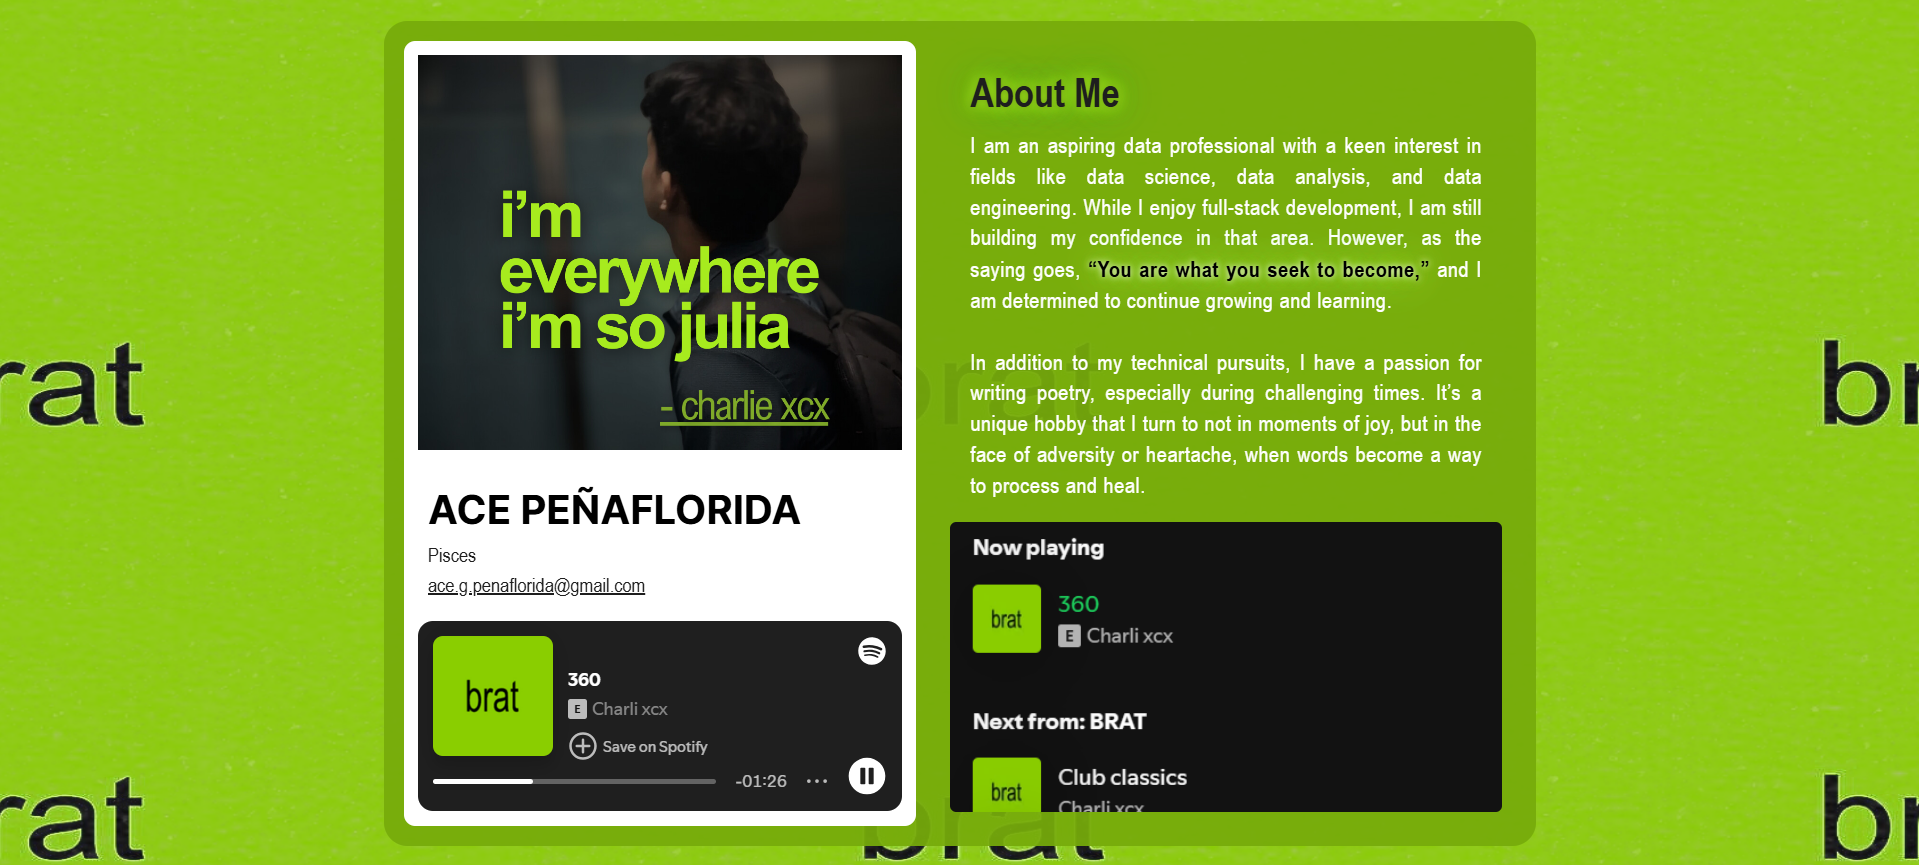 i’m
everywhere
i’m so julia
- charlie xcx
ACE PEÑAFLORIDA
Pisces
ace.g.penaflorida@gmail.com
brat
360
E Charli xcx
Save on Spotify
-01:26
About Me
I am an aspiring data professional with a keen interest in
fields like data science, data analysis, and data
engineering. While I enjoy full-stack development, I am still
building my confidence in that area. However, as the
saying goes, “You are what you seek to become,” and I
am determined to continue growing and learning.
In addition to my technical pursuits, I have a passion for
writing poetry, especially during challenging times. It’s a
unique hobby that I turn to not in moments of joy, but in the
face of adversity or heartache, when words become a way
to process and heal.
Now playing
brat
360
E Charli xcx
Next from: BRAT
brat
Club classics
Charli xcx
rat
brat
br
rat
brat
br